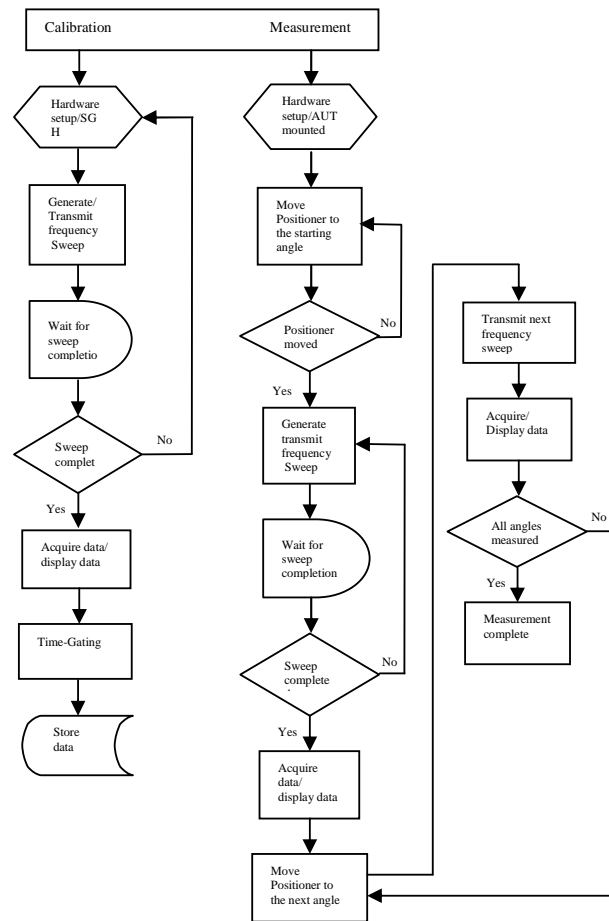 Calibration Measurement
Hardware
setup/SG
H
Generate/
Transmit
frequency
Sweep
Wait for
sweep
completio
Sweep
complet
No
Yes
Acquire data/
display data
Time-Gating
Store
data
Hardware
setup/AUT
mounted
Move
Positioner to
the starting
angle
Positioner
moved
No
Yes
Generate
transmit
frequency
Sweep
Wait for
sweep
completion
Sweep
complete
No
Yes
Acquire
data/
display data
Move
Positioner to
the next angle
Transmit next
frequency
sweep
Acquire/
Display data
All angles
measured
No
Yes
Measurement
complete